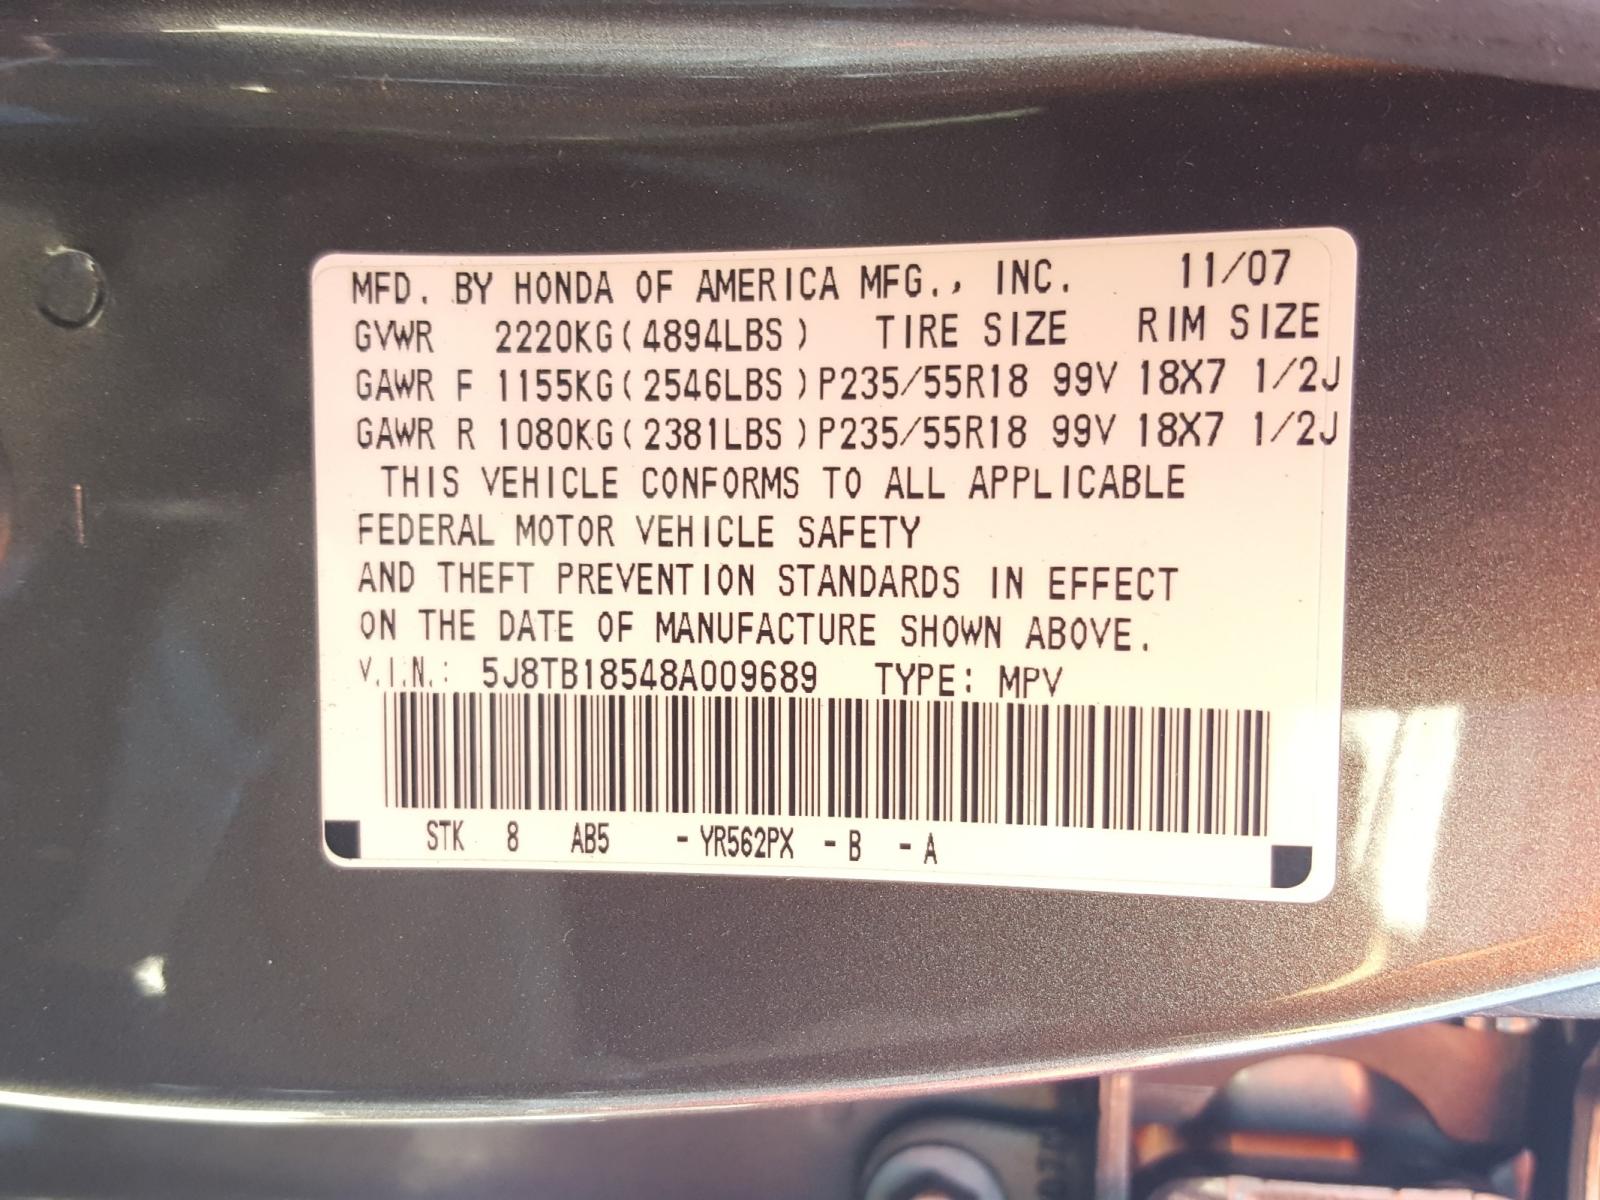 MFD. BY HONDA OF AMERICA MFG., INC. 11/07
GVWR 2220KG(4894LBS) TIRE SIZE RIM SIZE
GAWR F 1155KG(2546LBS)P235/55R18 99V 18X7 1/2J
GAWR R 1080KG(2381LBS)P235/55R18 99V 18X7 1/2J
THIS VEHICLE CONFORMS TO ALL APPLICABLE
FEDERAL MOTOR VEHICLE SAFETY
AND THEFT PREVENTION STANDARDS IN EFFECT
ON THE DATE OF MANUFACTURE SHOWN ABOVE.
V.I.N.: 5J8TB18548A009689 TYPE: MPV
STK 8 AB5 -YR562PX -B -A